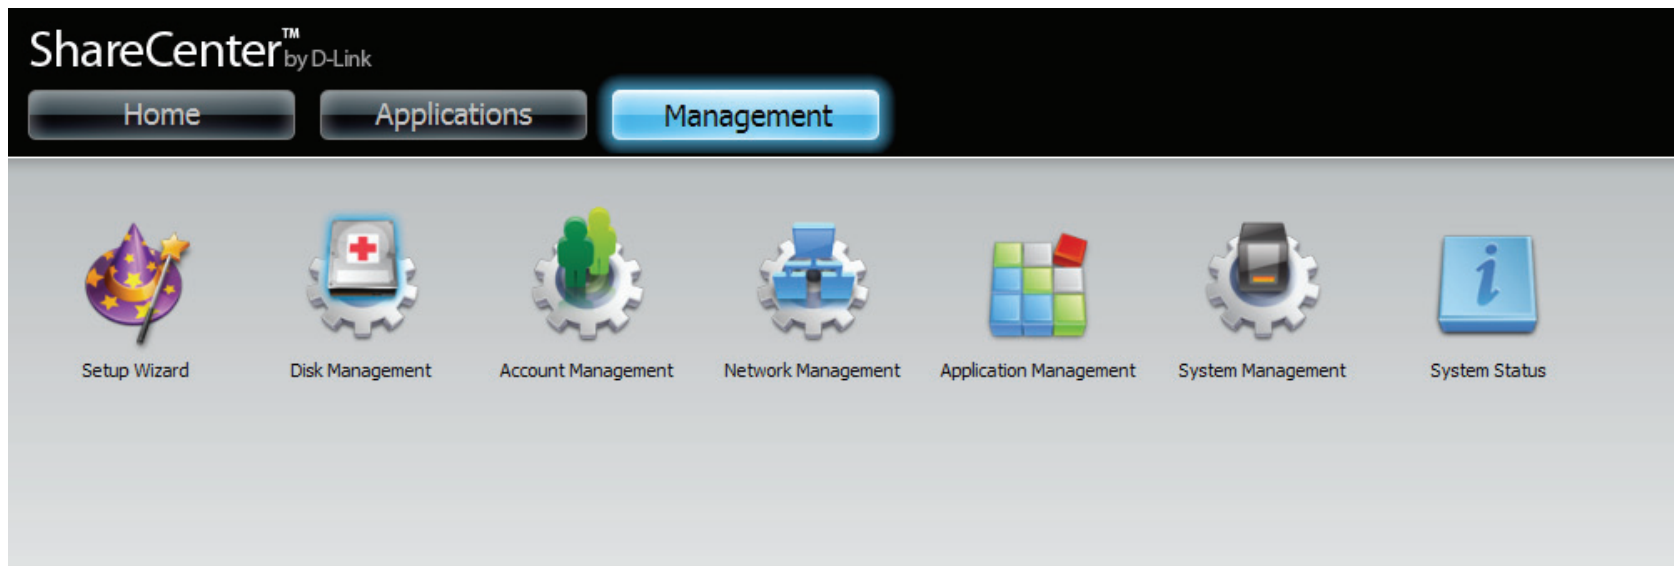 ShareCenter™ by D-Link
Home Applications Management
Setup Wizard Disk Management Account Management Network Management Application Management System Management System Status